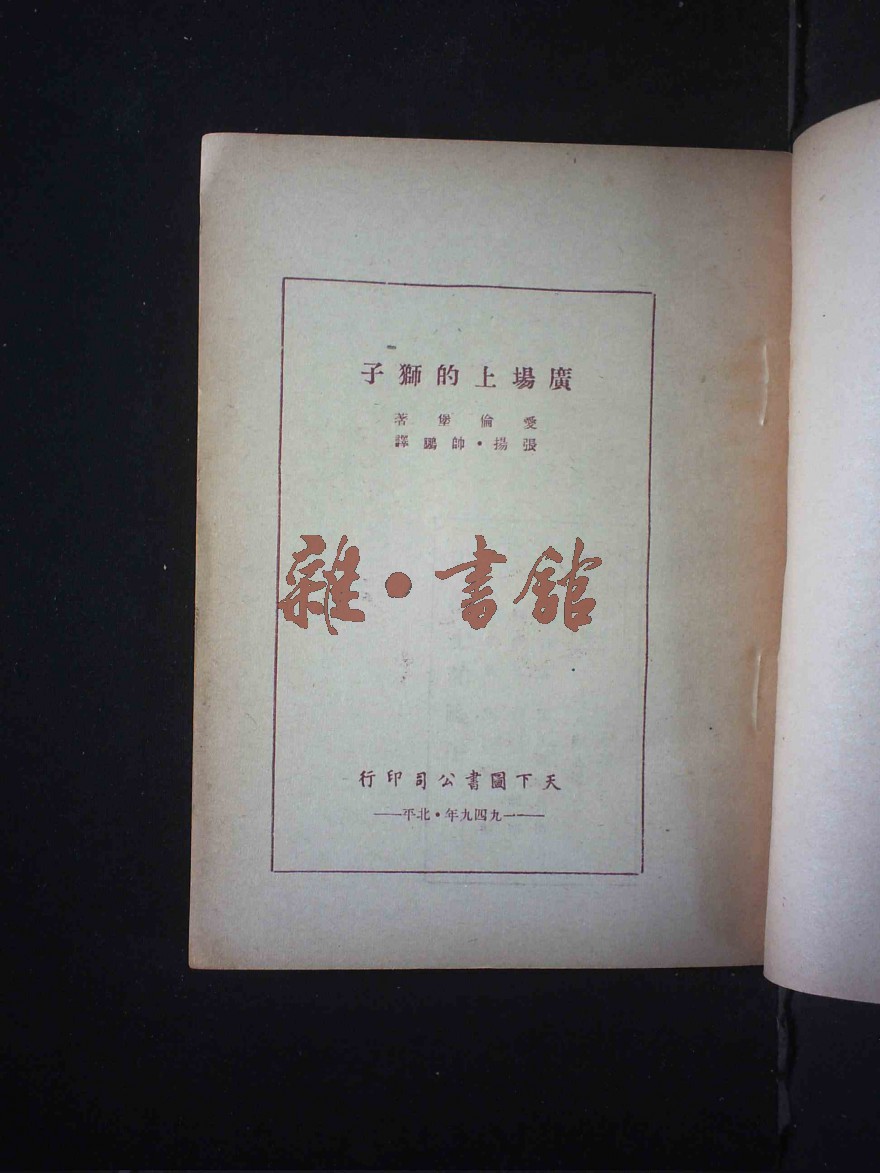 廣場上的獅子
愛倫堡著
張揚·帥鵬譯
雜·書館
天下圖書公司印行
——一九四九年·北平——